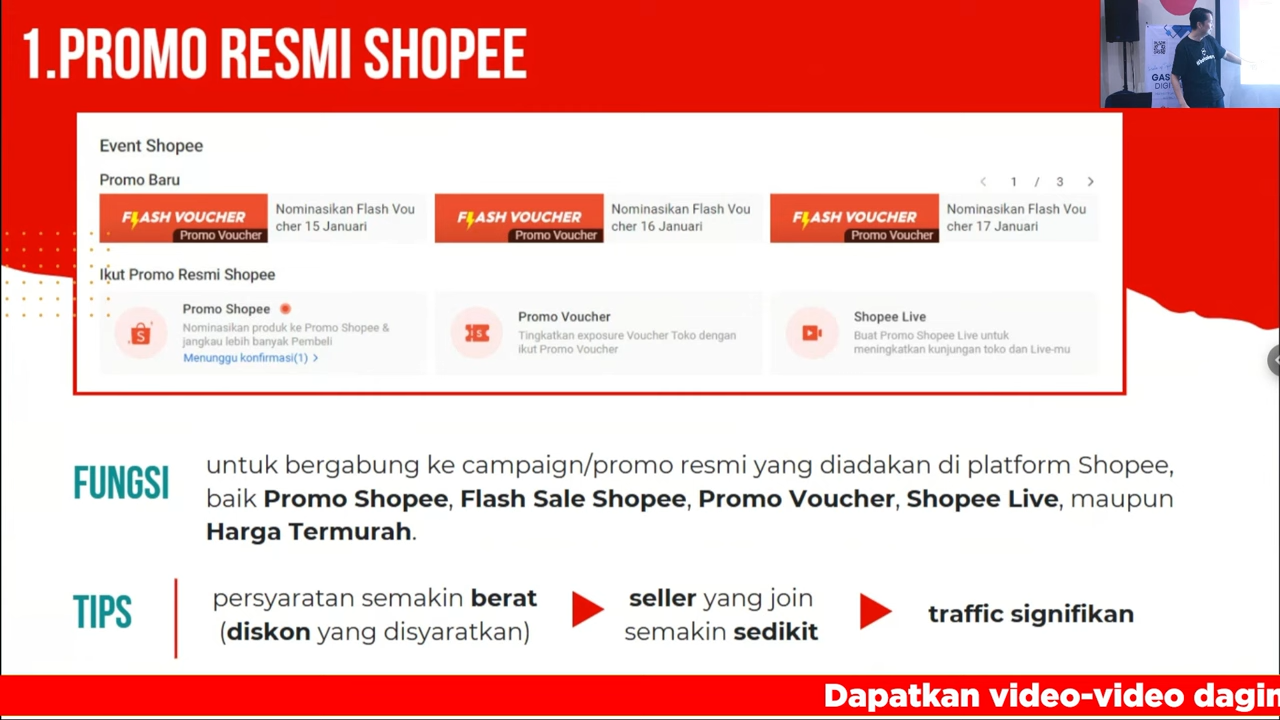 1.PROMO RESMI SHOPEE
GAS
DIGI
Event Shopee
Promo Baru
1 / 3
FLASH VOUCHER
Promo Voucher
Nominasikan Flash Vou
cher 15 Januari
FLASH VOUCHER
Promo Voucher
Nominasikan Flash Vou
cher 16 Januari
FLASH VOUCHER
Promo Voucher
Nominasikan Flash Vou
cher 17 Januari
Ikut Promo Resmi Shopee
Promo Shopee
Nominasikan produk ke Promo Shopee &
jangkau lebih banyak Pembeli
Menunggu konfirmasi(1) >
Promo Voucher
Tingkatkan exposure Voucher Toko dengan
ikut Promo Voucher
Shopee Live
Buat Promo Shopee Live untuk
meningkatkan kunjungan toko dan Live-mu
FUNGSI
untuk bergabung ke campaign/promo resmi yang diadakan di platform Shopee,
baik Promo Shopee, Flash Sale Shopee, Promo Voucher, Shopee Live, maupun
Harga Termurah.
TIPS
persyaratan semakin berat
(diskon yang disyaratkan)
seller yang join
semakin sedikit
traffic signifikan
Dapatkan video-video dagin